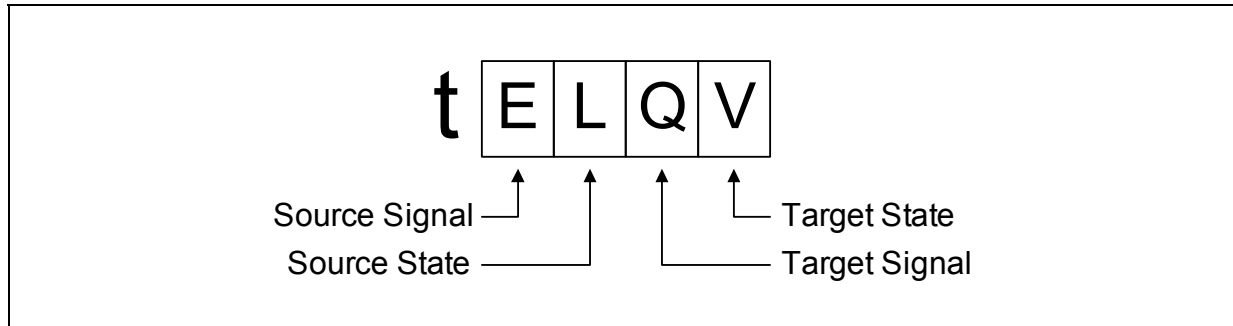 t E L Q V
Source Signal Target State
Source State Target Signal